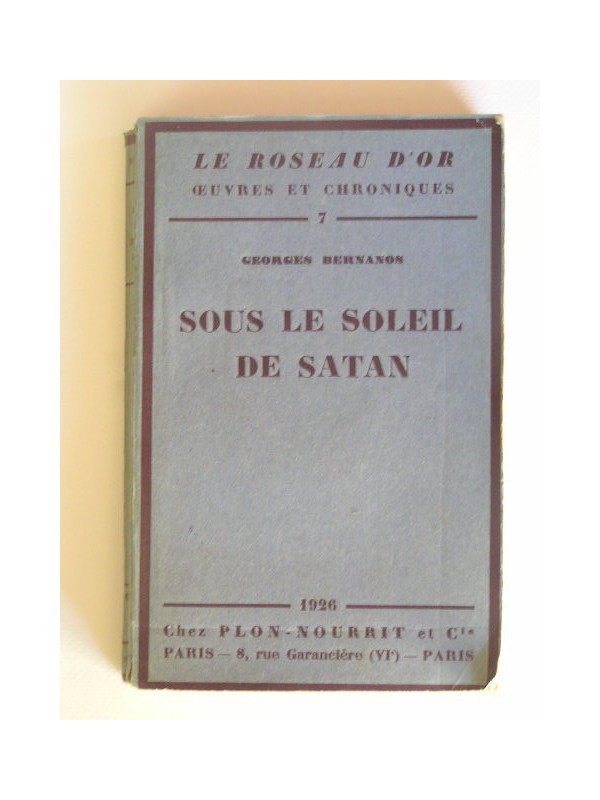 LE ROSEAU D'OR
ŒUVRES ET CHRONIQUES
7
GEORGES BERNANOS
SOUS LE SOLEIL
DE SATAN
1926
Chez PLON-NOURRIT et Cie
PARIS — 8, rue Garancière (VIe) — PARIS